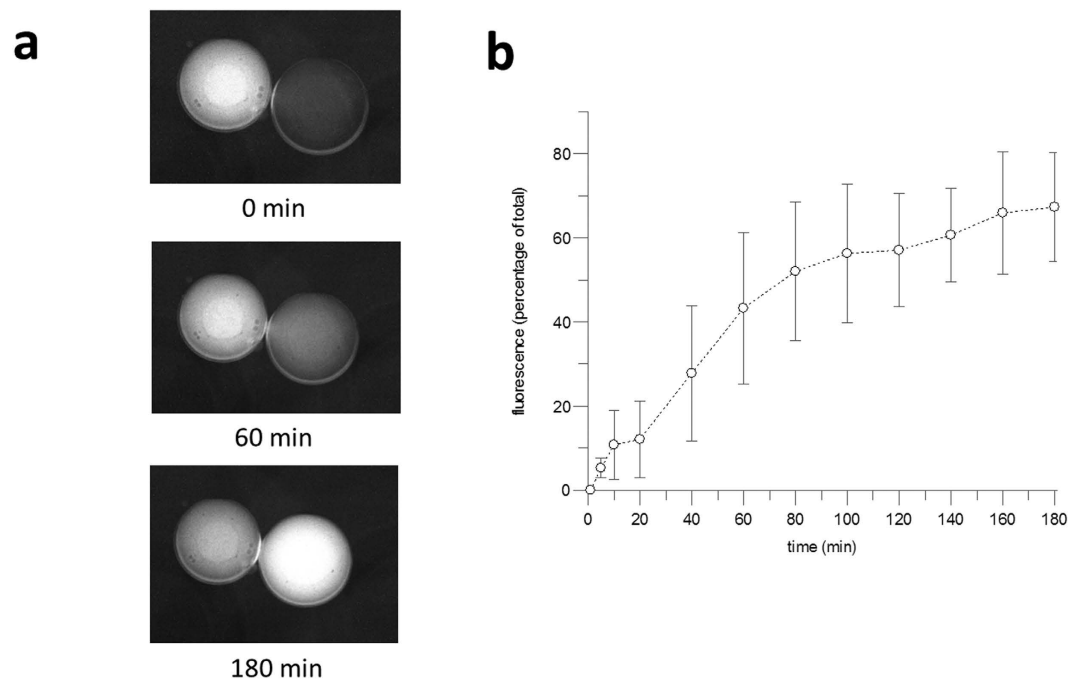 a
0 min
60 min
180 min
b
fluorescence (percentage of total)
80
60
40
20
0
0 20 40 60 80 100 120 140 160 180
time (min)